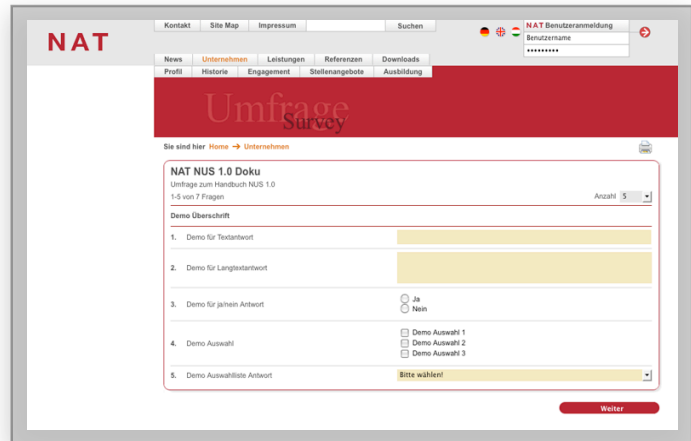 NAT
Kontakt Site Map Impressum Suchen
NAT Benutzeranmeldung
Benutzername
•••••••••
News Unternehmen Leistungen Referenzen Downloads
Profil Historie Engagement Stellenangebote Ausbildung
Umfrage
Survey
Sie sind hier Home → Unternehmen
NAT NUS 1.0 Doku
Umfrage zum Handbuch NUS 1.0
1-5 von 7 Fragen Anzahl 5
Demo Überschrift
1. Demo für Textantwort
2. Demo für Langtextantwort
3. Demo für ja/nein Antwort
Ja
Nein
4. Demo Auswahl
Demo Auswahl 1
Demo Auswahl 2
Demo Auswahl 3
5. Demo Auswahlliste Antwort Bitte wählen!
Weiter